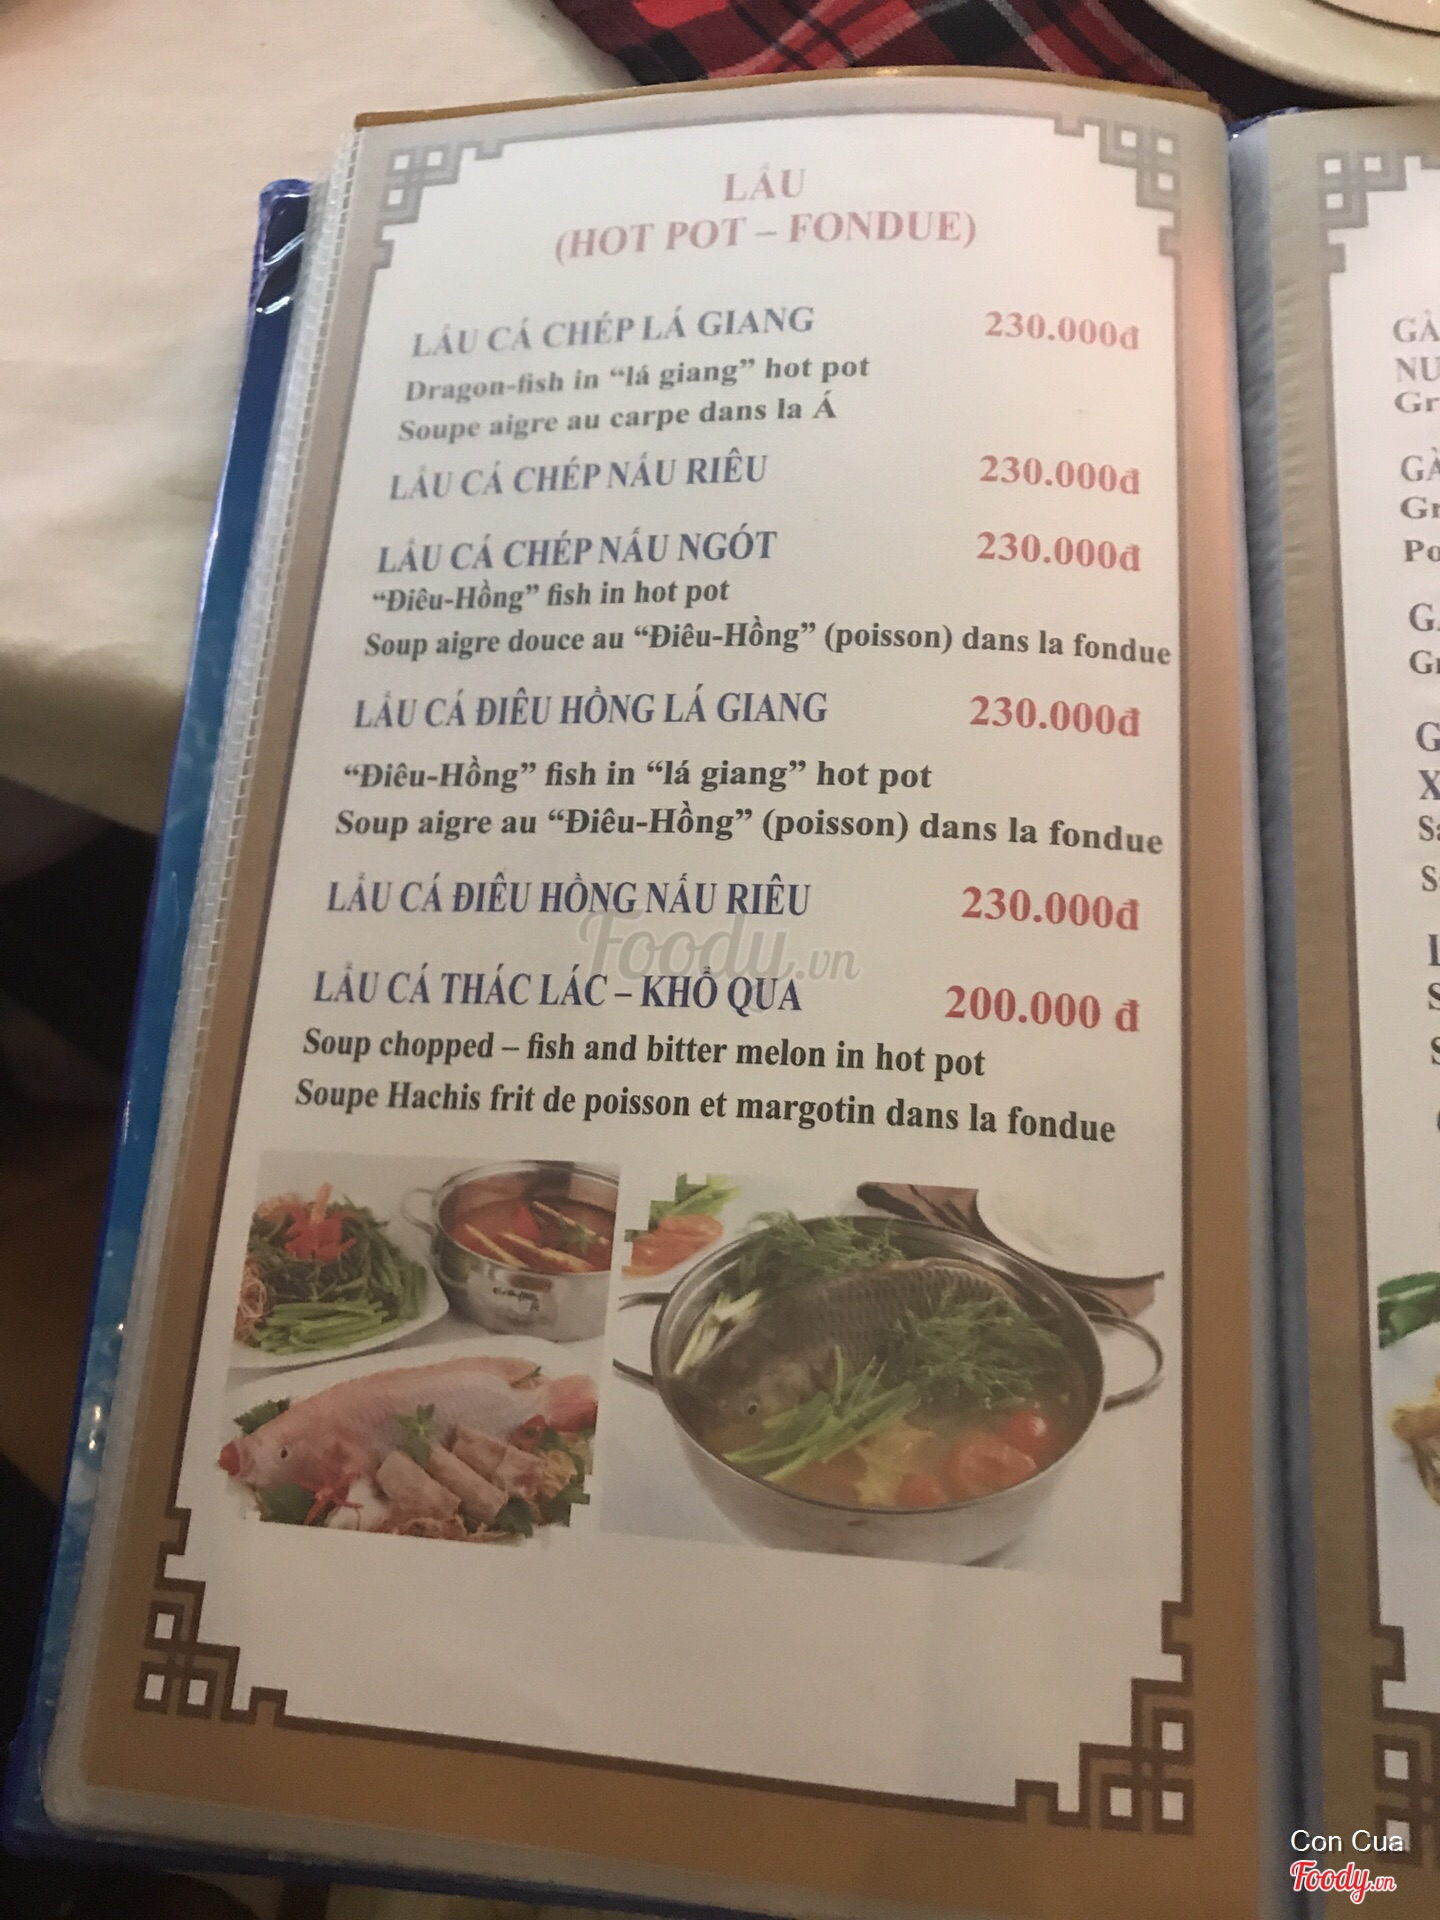 LẨU
(HOT POT – FONDUE)
LẨU CÁ CHÉP LÁ GIANG 230.000đ
Dragon-fish in “lá giang” hot pot
Soupe aigre au carpe dans la Á
LẨU CÁ CHÉP NẤU RIÊU 230.000đ
LẨU CÁ CHÉP NẤU NGÓT 230.000đ
“Điêu-Hồng” fish in hot pot
Soup aigre douce au “Điêu-Hồng” (poisson) dans la fondue
LẨU CÁ ĐIÊU HỒNG LÁ GIANG 230.000đ
“Điêu-Hồng” fish in “lá giang” hot pot
Soup aigre au “Điêu-Hồng” (poisson) dans la fondue
LẨU CÁ ĐIÊU HỒNG NẤU RIÊU 230.000đ
LẨU CÁ THÁC LÁC – KHỔ QUA 200.000 đ
Soup chopped – fish and bitter melon in hot pot
Soupe Hachis frit de poisson et margotin dans la fondue
Foody.vn
GÀ
NU
Gr
GÀ
Gr
Po
G
X
Con Cua
Foody.vn